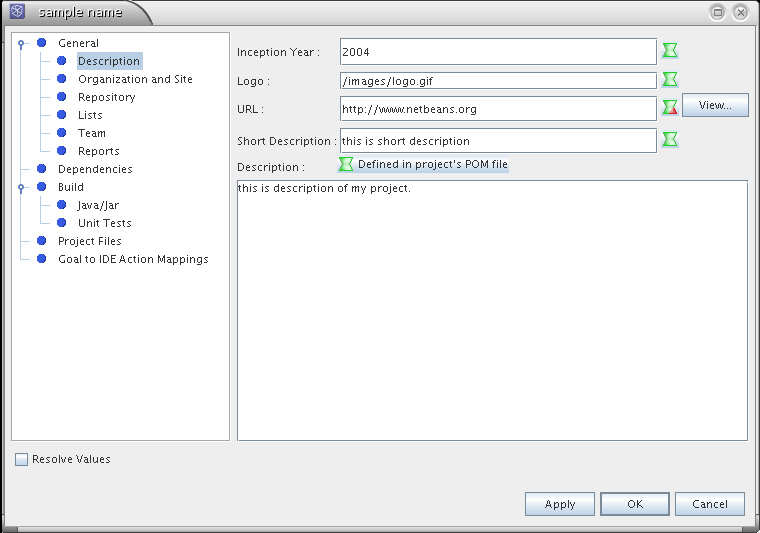 sample name
General
Description
Organization and Site
Repository
Lists
Team
Reports
Dependencies
Build
Java/Jar
Unit Tests
Project Files
Goal to IDE Action Mappings
Inception Year : 2004
Logo : /images/logo.gif
URL : http://www.netbeans.org View...
Short Description : this is short description
Description : Defined in project's POM file
this is description of my project.
Resolve Values
Apply OK Cancel